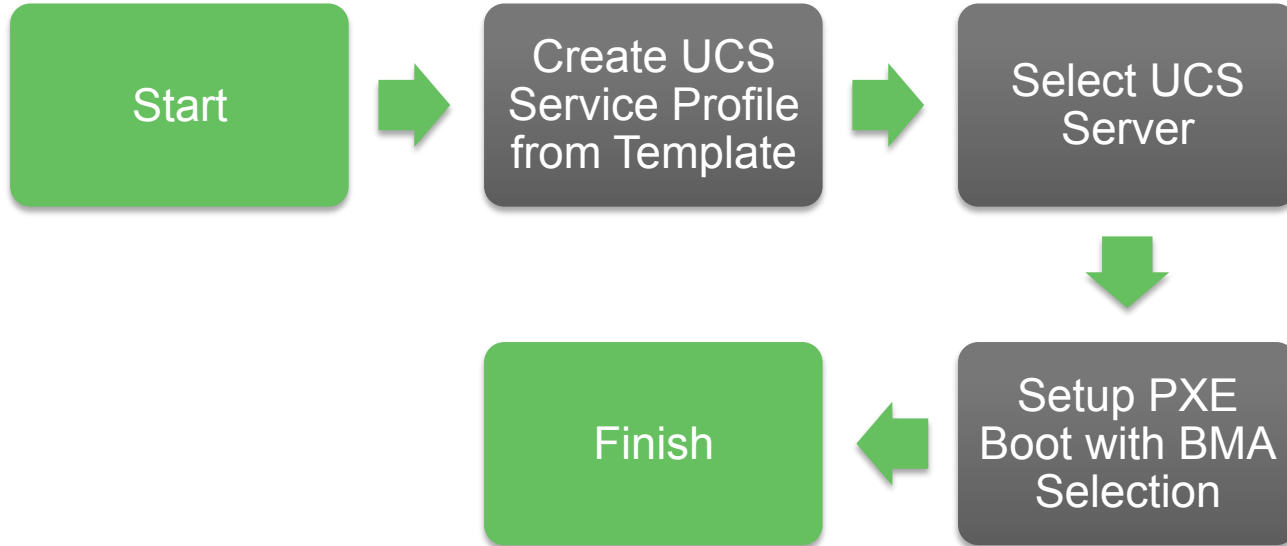 Start
Create UCS
Service Profile
from Template
Select UCS
Server
Setup PXE
Boot with BMA
Selection
Finish